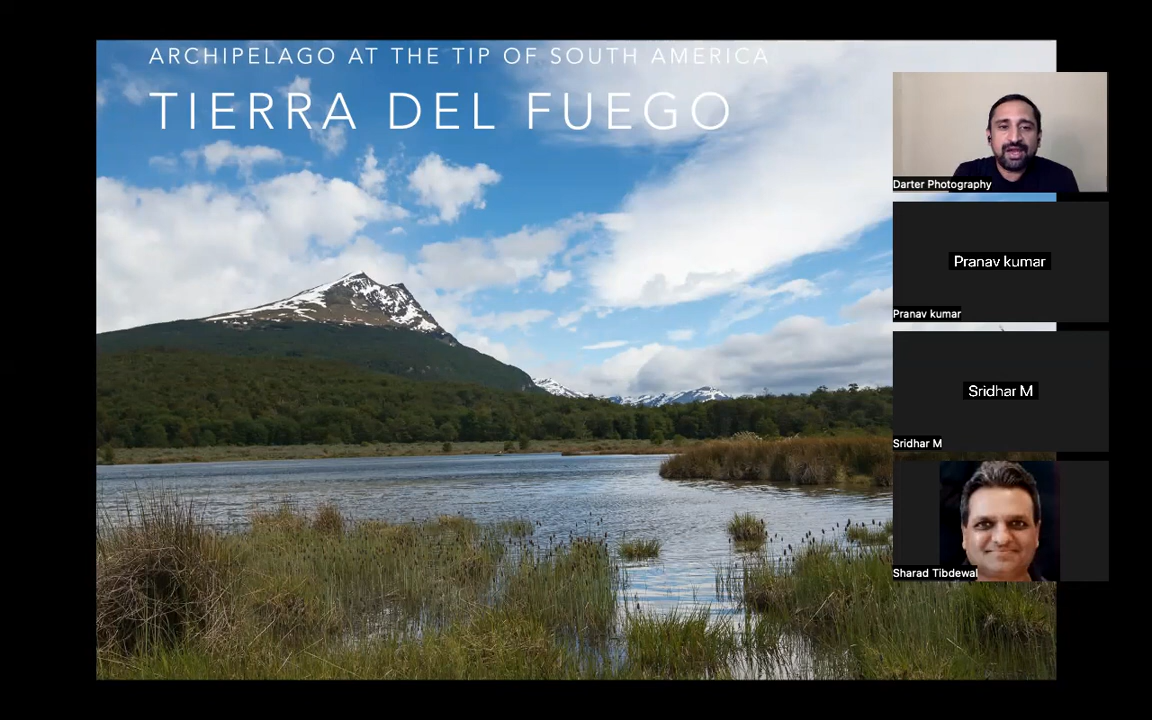 ARCHIPELAGO AT THE TIP OF SOUTH AMERICA
TIERRA DEL FUEGO
Darter Photography
Pranav kumar
Pranav kumar
Sridhar M
Sridhar M
Sharad Tibdewal